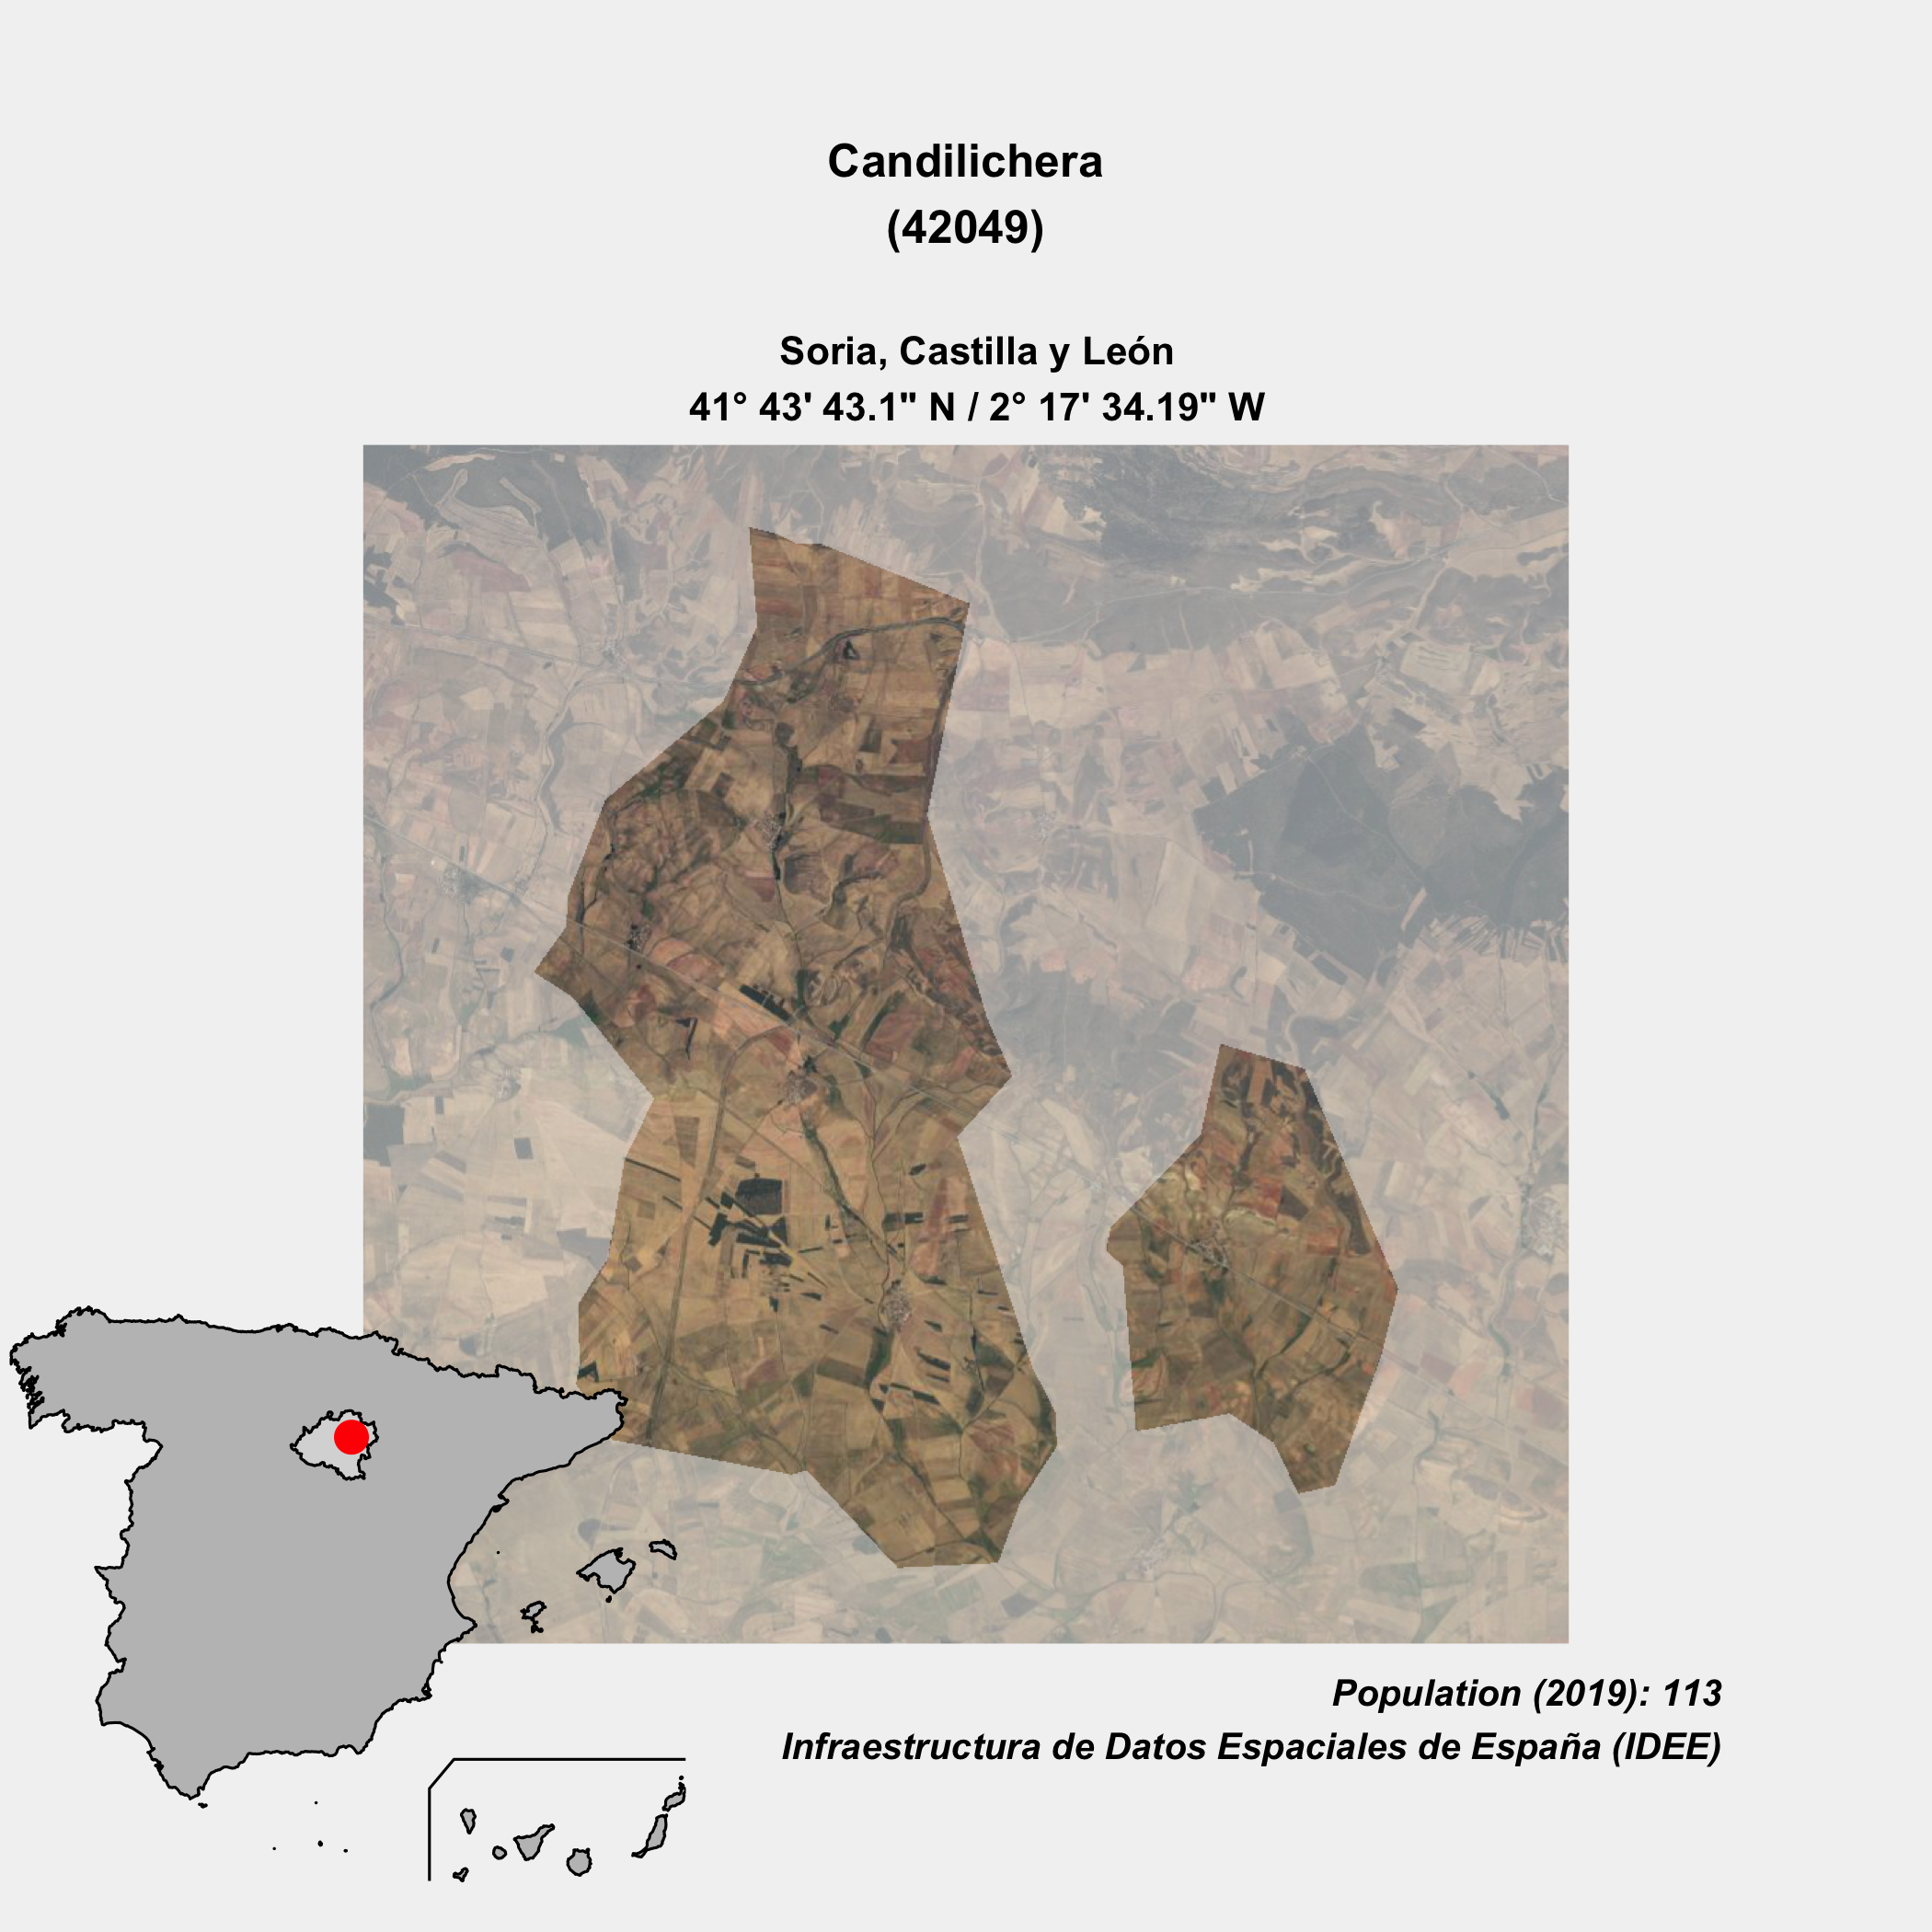 Candilichera
(42049)
Soria, Castilla y León
41° 43' 43.1" N / 2° 17' 34.19" W
Population (2019): 113
Infraestructura de Datos Espaciales de España (IDEE)